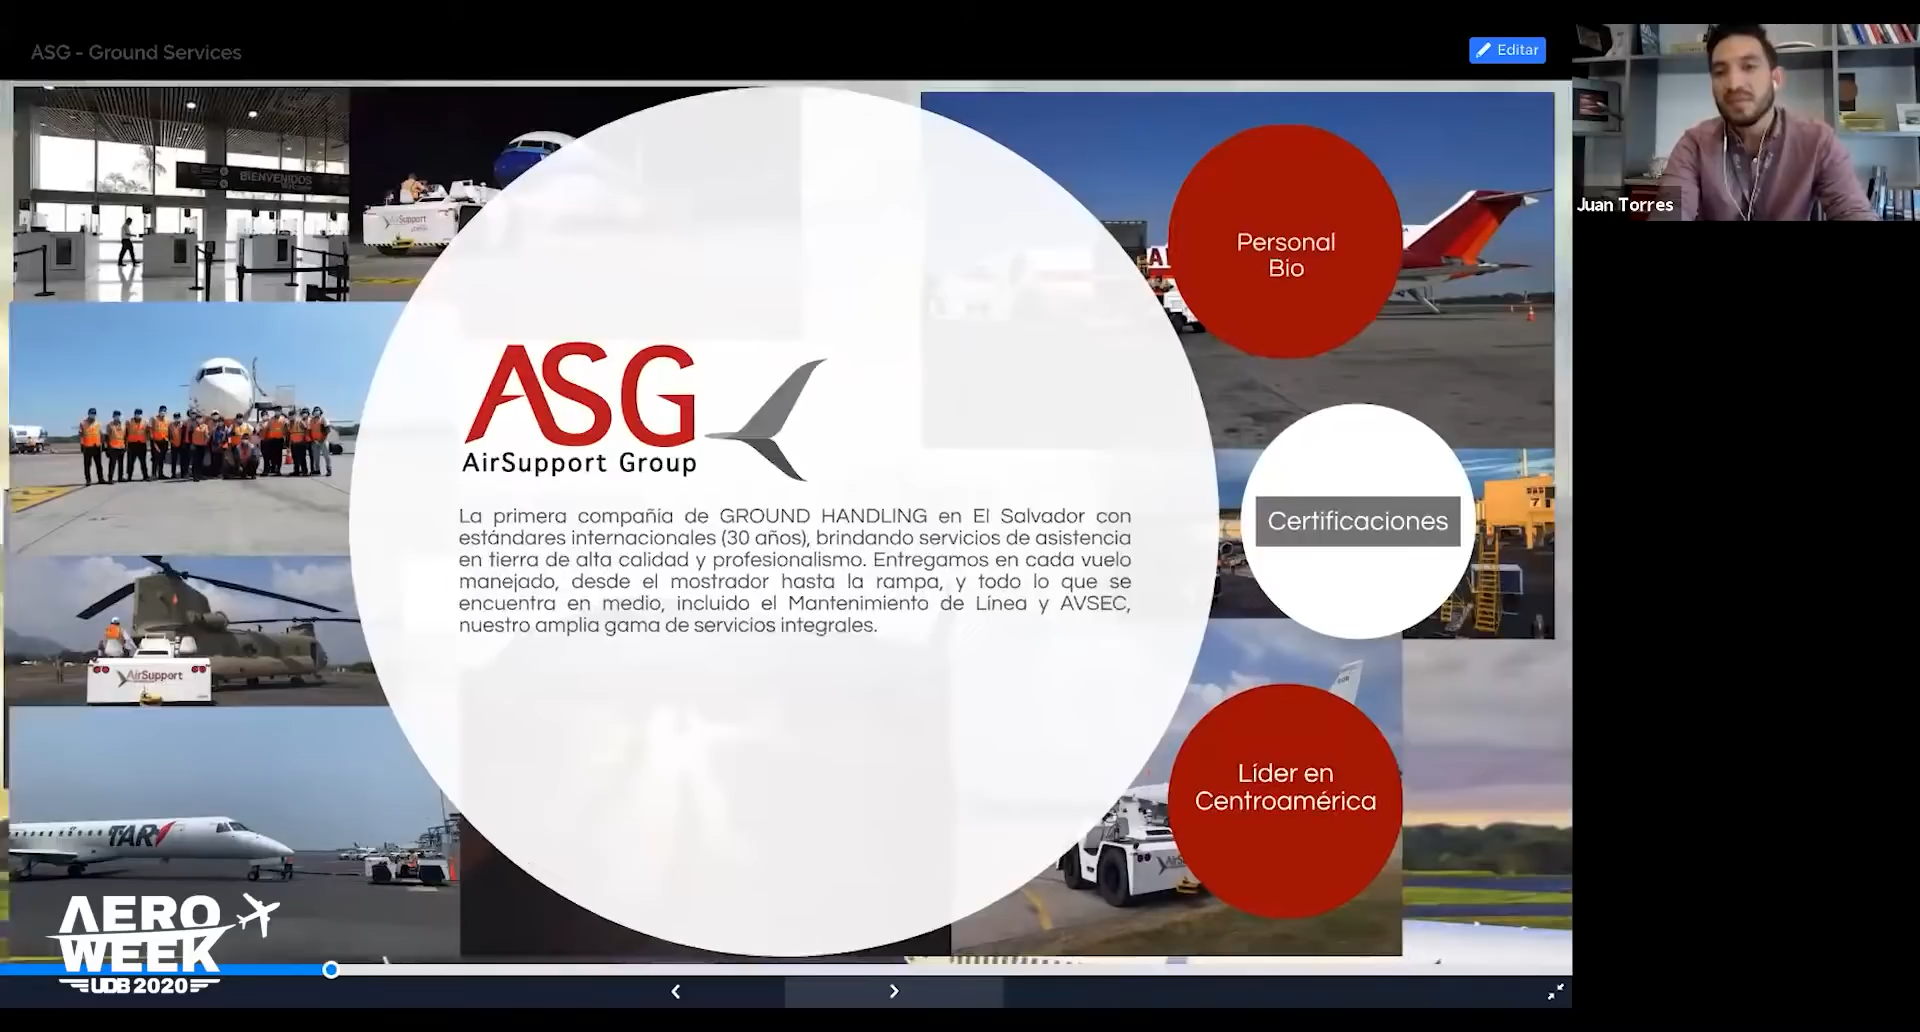 ASG - Ground Services
Editar
Juan Torres
BIENVENIDOS
AirSupport
Personal
Bio
ASG
AirSupport Group
La primera compañía de GROUND HANDLING en El Salvador con
estándares internacionales (30 años), brindando servicios de asistencia
en tierra de alta calidad y profesionalismo. Entregamos en cada vuelo
manejado, desde el mostrador hasta la rampa, y todo lo que se
encuentra en medio, incluido el Mantenimiento de Línea y AVSEC,
nuestro amplia gama de servicios integrales.
Certificaciones
7
AirSupport
Líder en
Centroamérica
TAR
AERO
WEEK
UDB 2020